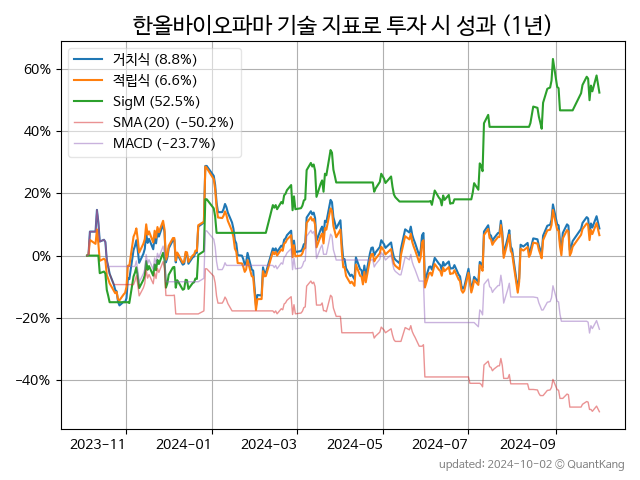 한올바이오파마 기술 지표로 투자 시 성과 (1년)
거치식 (8.8%)
적립식 (6.6%)
SigM (52.5%)
SMA(20) (−50.2%)
MACD (−23.7%)
60%
40%
20%
0%
−20%
−40%
2023-11
2024-01
2024-03
2024-05
2024-07
2024-09
updated: 2024-10-02 © QuantKang